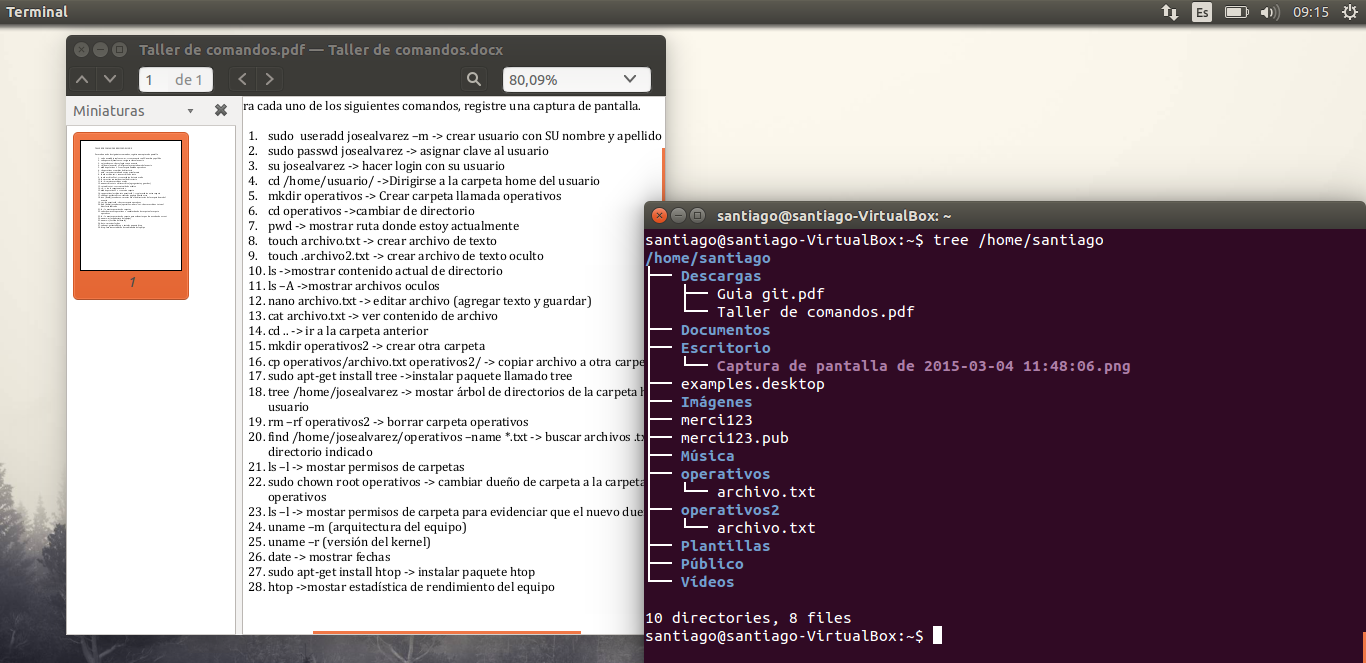 Terminal
Es
09:15
Taller de comandos.pdf — Taller de comandos.docx
1 de 1
80,09%
Miniaturas
1
ra cada uno de los siguientes comandos, registre una captura de pantalla.
1. sudo useradd josealvarez –m -> crear usuario con SU nombre y apellido
2. sudo passwd josealvarez -> asignar clave al usuario
3. su josealvarez -> hacer login con su usuario
4. cd /home/usuario/ ->Dirigirse a la carpeta home del usuario
5. mkdir operativos -> Crear carpeta llamada operativos
6. cd operativos ->cambiar de directorio
7. pwd -> mostrar ruta donde estoy actualmente
8. touch archivo.txt -> crear archivo de texto
9. touch .archivo2.txt -> crear archivo de texto oculto
10. ls ->mostrar contenido actual de directorio
11. ls –A ->mostrar archivos oculos
12. nano archivo.txt -> editar archivo (agregar texto y guardar)
13. cat archivo.txt -> ver contenido de archivo
14. cd .. -> ir a la carpeta anterior
15. mkdir operativos2 -> crear otra carpeta
16. cp operativos/archivo.txt operativos2/ -> copiar archivo a otra carpe
17. sudo apt-get install tree ->instalar paquete llamado tree
18. tree /home/josealvarez -> mostar árbol de directorios de la carpeta h
usuario
19. rm –rf operativos2 -> borrar carpeta operativos
20. find /home/josealvarez/operativos –name *.txt -> buscar archivos .tx
directorio indicado
21. ls –l -> mostar permisos de carpetas
22. sudo chown root operativos -> cambiar dueño de carpeta a la carpeta
operativos
23. ls –l -> mostar permisos de carpeta para evidenciar que el nuevo due
24. uname –m (arquitectura del equipo)
25. uname –r (versión del kernel)
26. date -> mostrar fechas
27. sudo apt-get install htop -> instalar paquete htop
28. htop ->mostar estadística de rendimiento del equipo
santiago@santiago-VirtualBox: ~
santiago@santiago-VirtualBox:~$ tree /home/santiago
/home/santiago
├── Descargas
│   ├── Guia git.pdf
│   └── Taller de comandos.pdf
├── Documentos
├── Escritorio
│   └── Captura de pantalla de 2015-03-04 11:48:06.png
├── examples.desktop
├── Imágenes
├── merci123
├── merci123.pub
├── Música
├── operativos
│   └── archivo.txt
├── operativos2
│   └── archivo.txt
├── Plantillas
├── Público
└── Vídeos
10 directories, 8 files
santiago@santiago-VirtualBox:~$